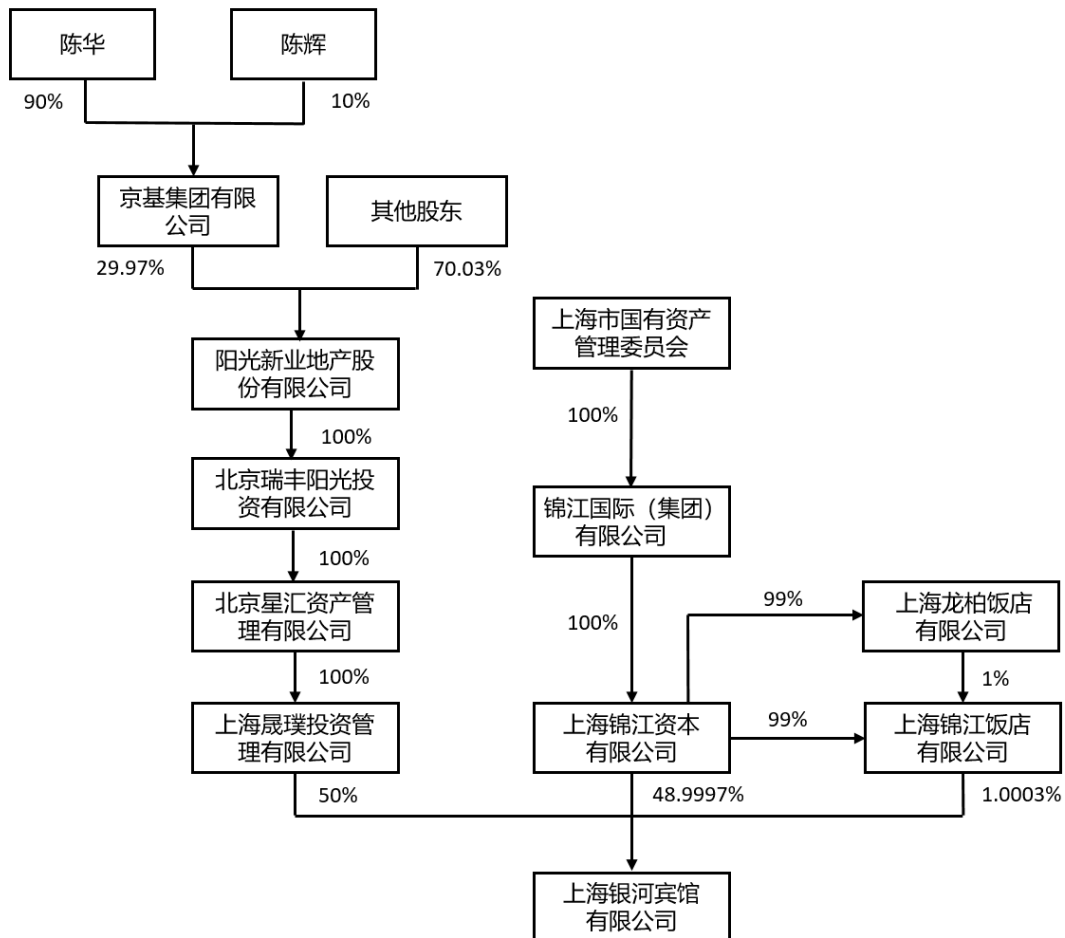 陈华
陈辉
90%
10%
京基集团有限
公司
其他股东
29.97%
70.03%
上海市国有资产
管理委员会
阳光新业地产股
份有限公司
100%
100%
北京瑞丰阳光投
资有限公司
锦江国际（集团）
有限公司
100%
北京星汇资产管
理有限公司
100%
99%
上海龙柏饭店
有限公司
100%
1%
上海晟璞投资管
理有限公司
上海锦江资本
有限公司
99%
上海锦江饭店
有限公司
50%
48.9997%
1.0003%
上海银河宾馆
有限公司